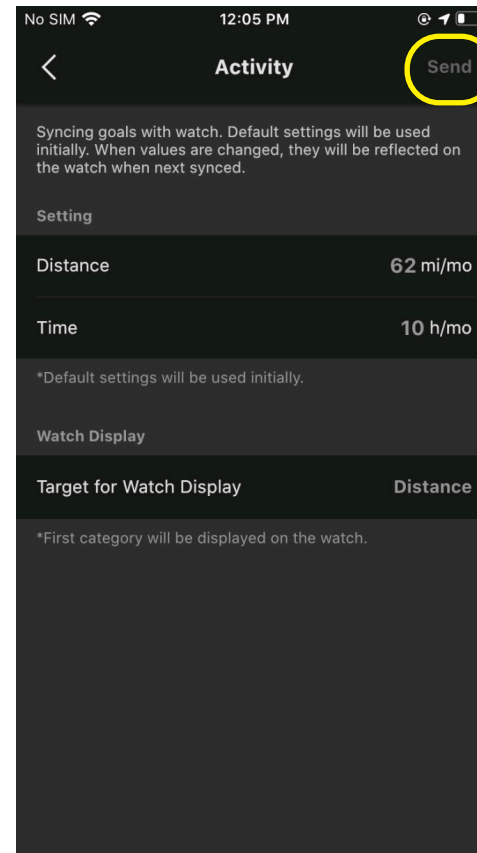 No SIM 12:05 PM
Activity Send
Syncing goals with watch. Default settings will be used
initially. When values are changed, they will be reflected on
the watch when next synced.
Setting
Distance 62 mi/mo
Time 10 h/mo
*Default settings will be used initially.
Watch Display
Target for Watch Display Distance
*First category will be displayed on the watch.